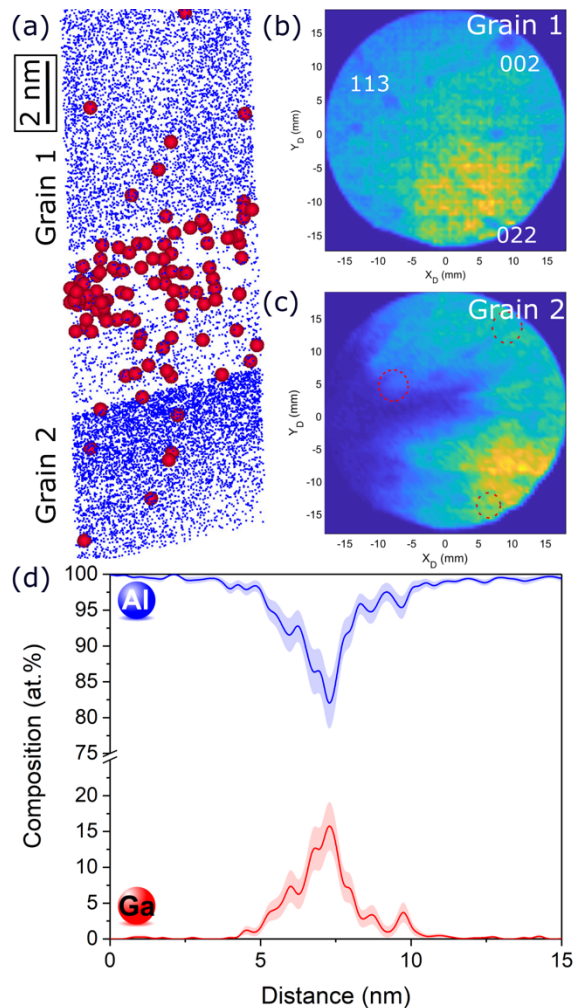 (a)
2 nm
Grain 1
Grain 2
(b)
Grain 1
113
002
022
Y_D (mm)
15
10
5
0
-5
-10
-15
-15 -10 -5 0 5 10 15
X_D (mm)
(c)
Grain 2
Y_D (mm)
15
10
5
0
-5
-10
-15
-15 -10 -5 0 5 10 15
X_D (mm)
(d)
Composition (at.%)
100
95
90
85
80
75
20
15
10
5
0
Al
Ga
0 5 10 15
Distance (nm)